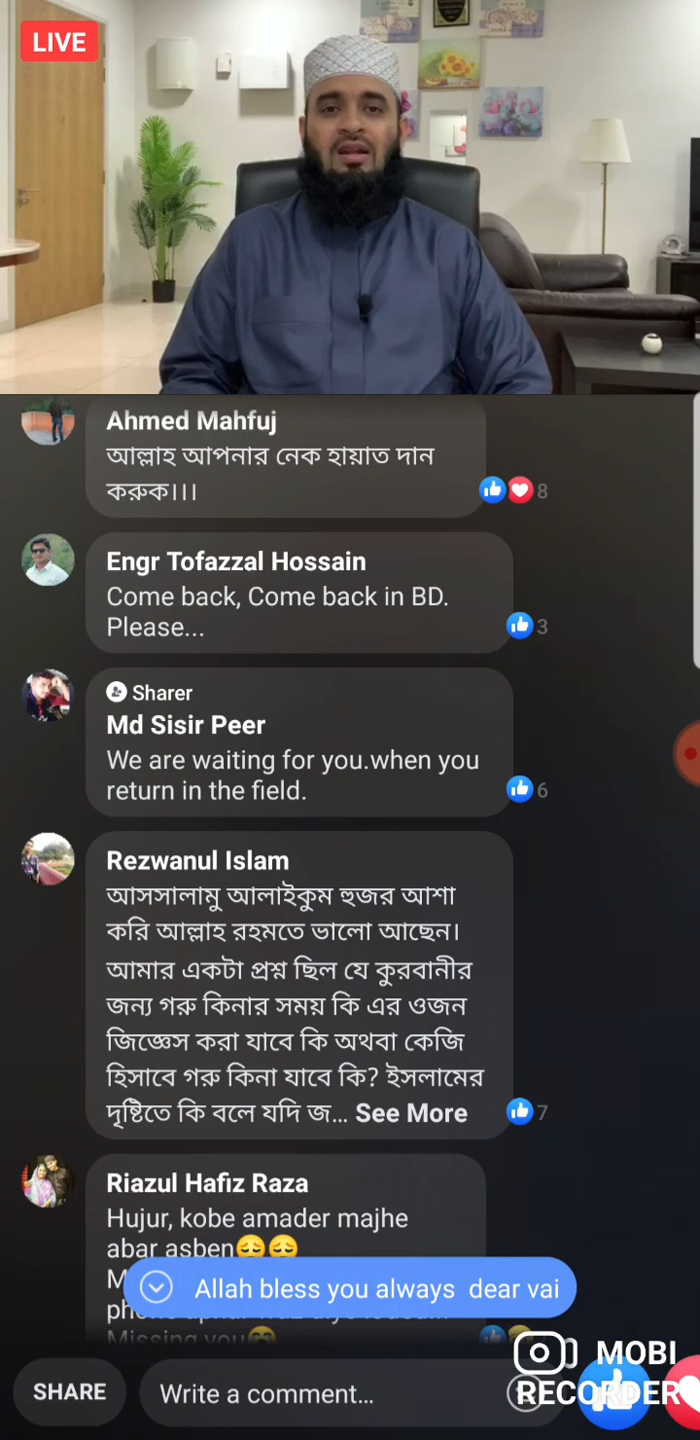 LIVE
Ahmed Mahfuj
আল্লাহ আপনার নেক হায়াত দান
করুক।।।
8
Engr Tofazzal Hossain
Come back, Come back in BD.
Please...
3
Sharer
Md Sisir Peer
We are waiting for you.when you
return in the field.
6
Rezwanul Islam
আসসালামু আলাইকুম হুজর আশা
করি আল্লাহ রহমতে ভালো আছেন।
আমার একটা প্রশ্ন ছিল যে কুরবানীর
জন্য গরু কিনার সময় কি এর ওজন
জিজ্ঞেস করা যাবে কি অথবা কেজি
হিসাবে গরু কিনা যাবে কি? ইসলামের
দৃষ্টিতে কি বলে যদি জ... See More
7
Riazul Hafiz Raza
Hujur, kobe amader majhe
abar asben😔😔
Allah bless you always dear vai
Missing you
MOBI
RECORDER
SHARE
Write a comment...